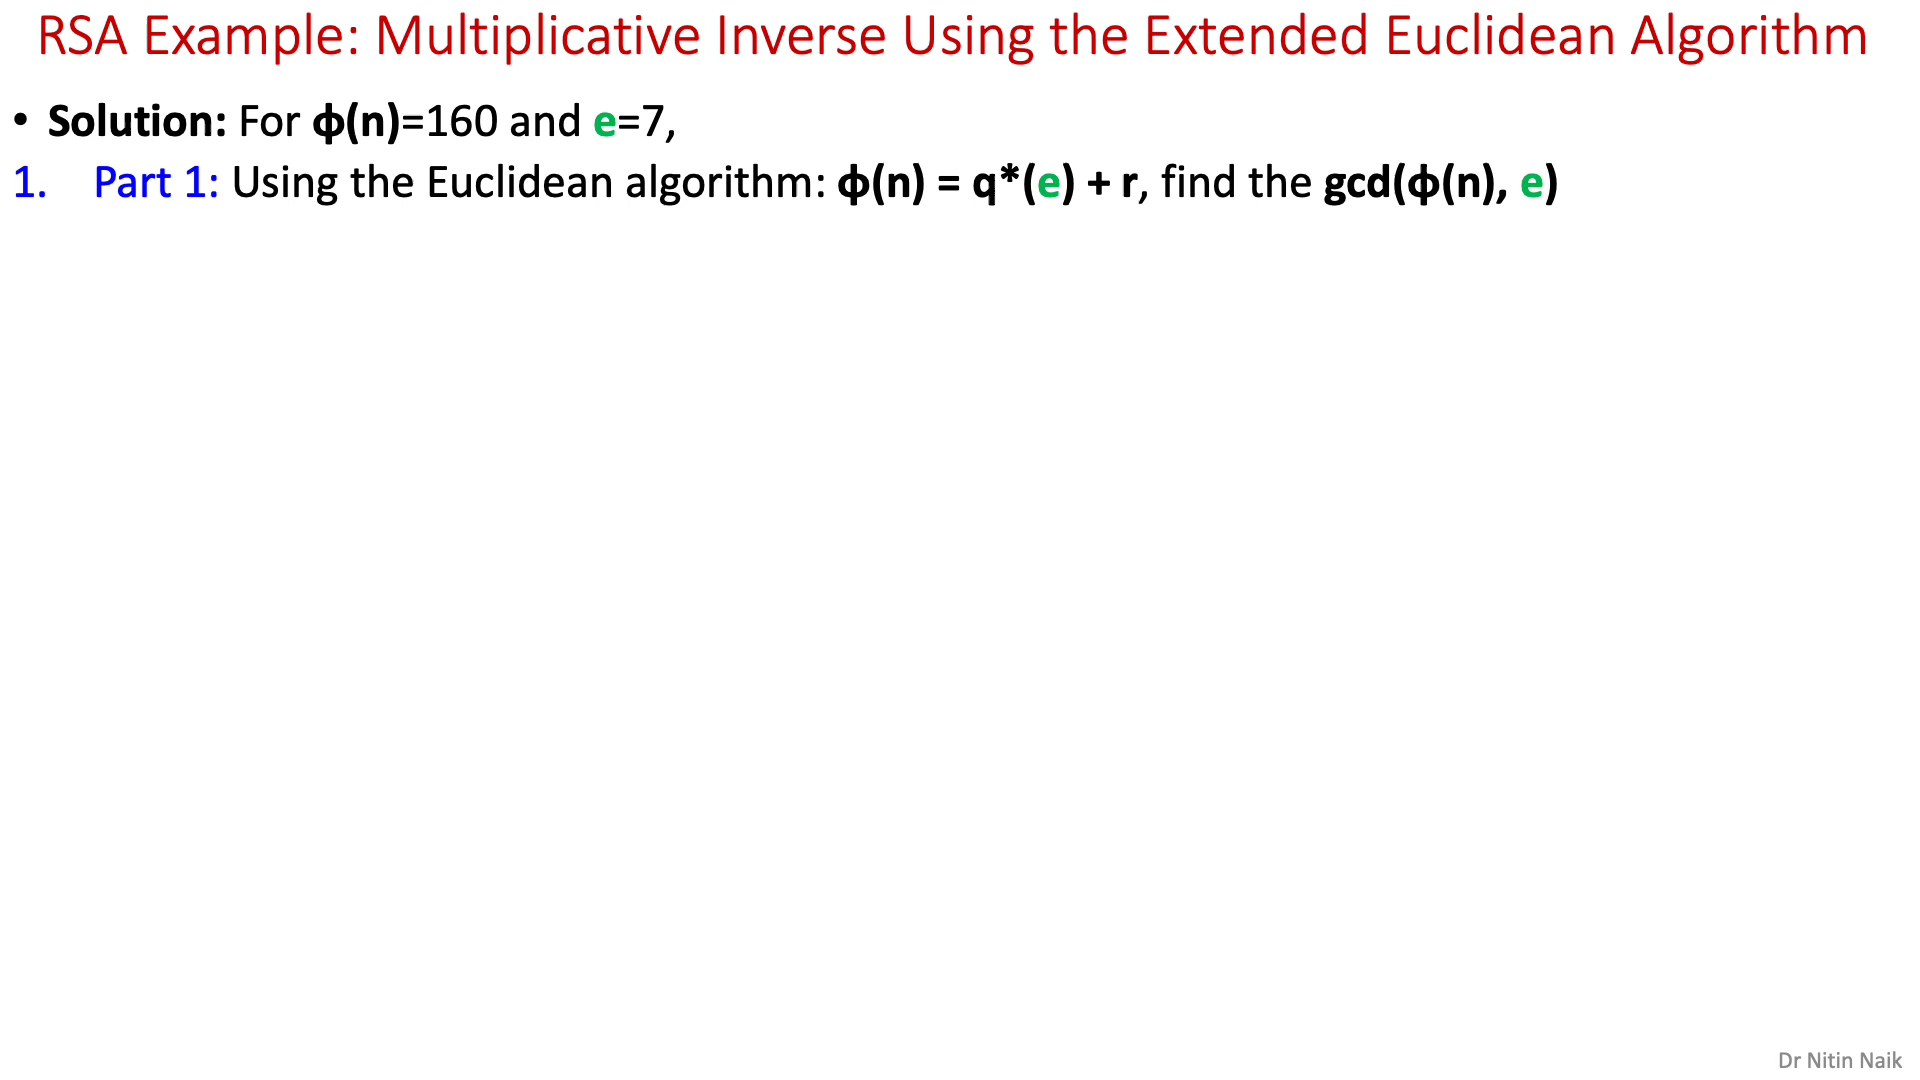 RSA Example: Multiplicative Inverse Using the Extended Euclidean Algorithm
• Solution: For ϕ(n)=160 and e=7,
1. Part 1: Using the Euclidean algorithm: ϕ(n) = q*(e) + r, find the gcd(ϕ(n), e)
Dr Nitin Naik